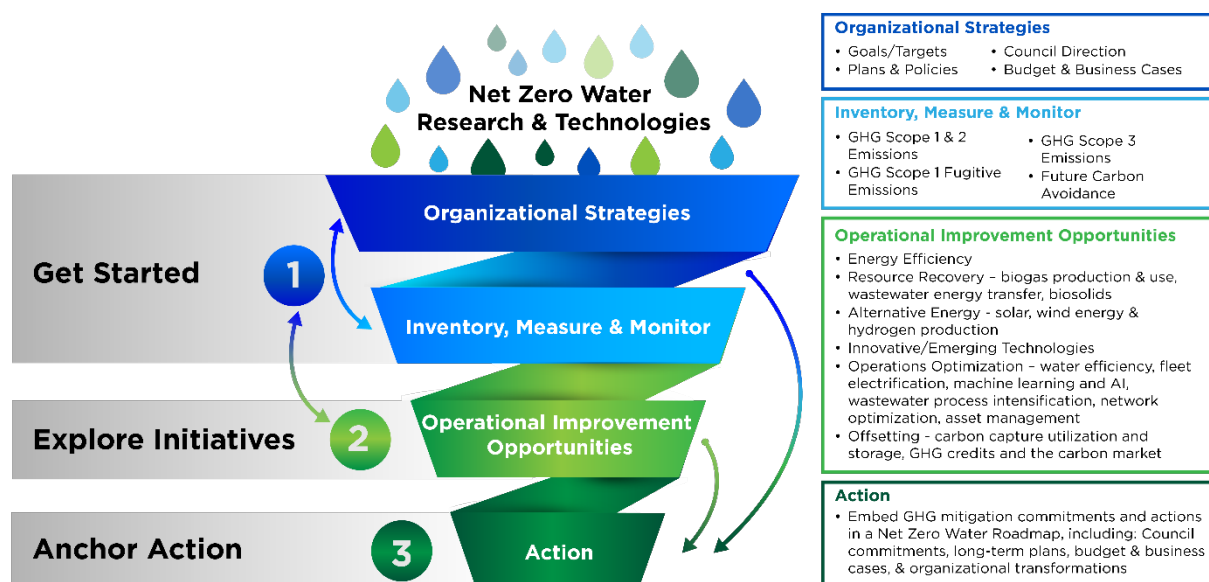 Net Zero Water
Research & Technologies
Get Started
1
Organizational Strategies
Inventory, Measure & Monitor
Explore Initiatives
2
Operational Improvement
Opportunities
Anchor Action
3
Action
Organizational Strategies
• Goals/Targets
• Plans & Policies
• Council Direction
• Budget & Business Cases
Inventory, Measure & Monitor
• GHG Scope 1 & 2
Emissions
• GHG Scope 1 Fugitive
Emissions
• GHG Scope 3
Emissions
• Future Carbon
Avoidance
Operational Improvement Opportunities
• Energy Efficiency
• Resource Recovery – biogas production & use,
wastewater energy transfer, biosolids
• Alternative Energy - solar, wind energy &
hydrogen production
• Innovative/Emerging Technologies
• Operations Optimization – water efficiency, fleet
electrification, machine learning and AI,
wastewater process intensification, network
optimization, asset management
• Offsetting - carbon capture utilization and
storage, GHG credits and the carbon market
Action
• Embed GHG mitigation commitments and actions
in a Net Zero Water Roadmap, including: Council
commitments, long-term plans, budget & business
cases, & organizational transformations